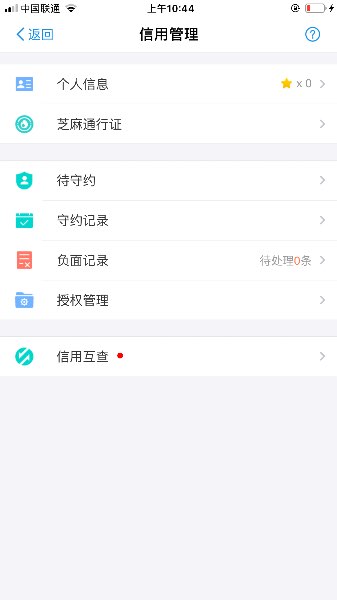 中国联通
上午10:44
返回
信用管理
个人信息
x 0
芝麻通行证
待守约
守约记录
负面记录
待处理0条
授权管理
信用互查